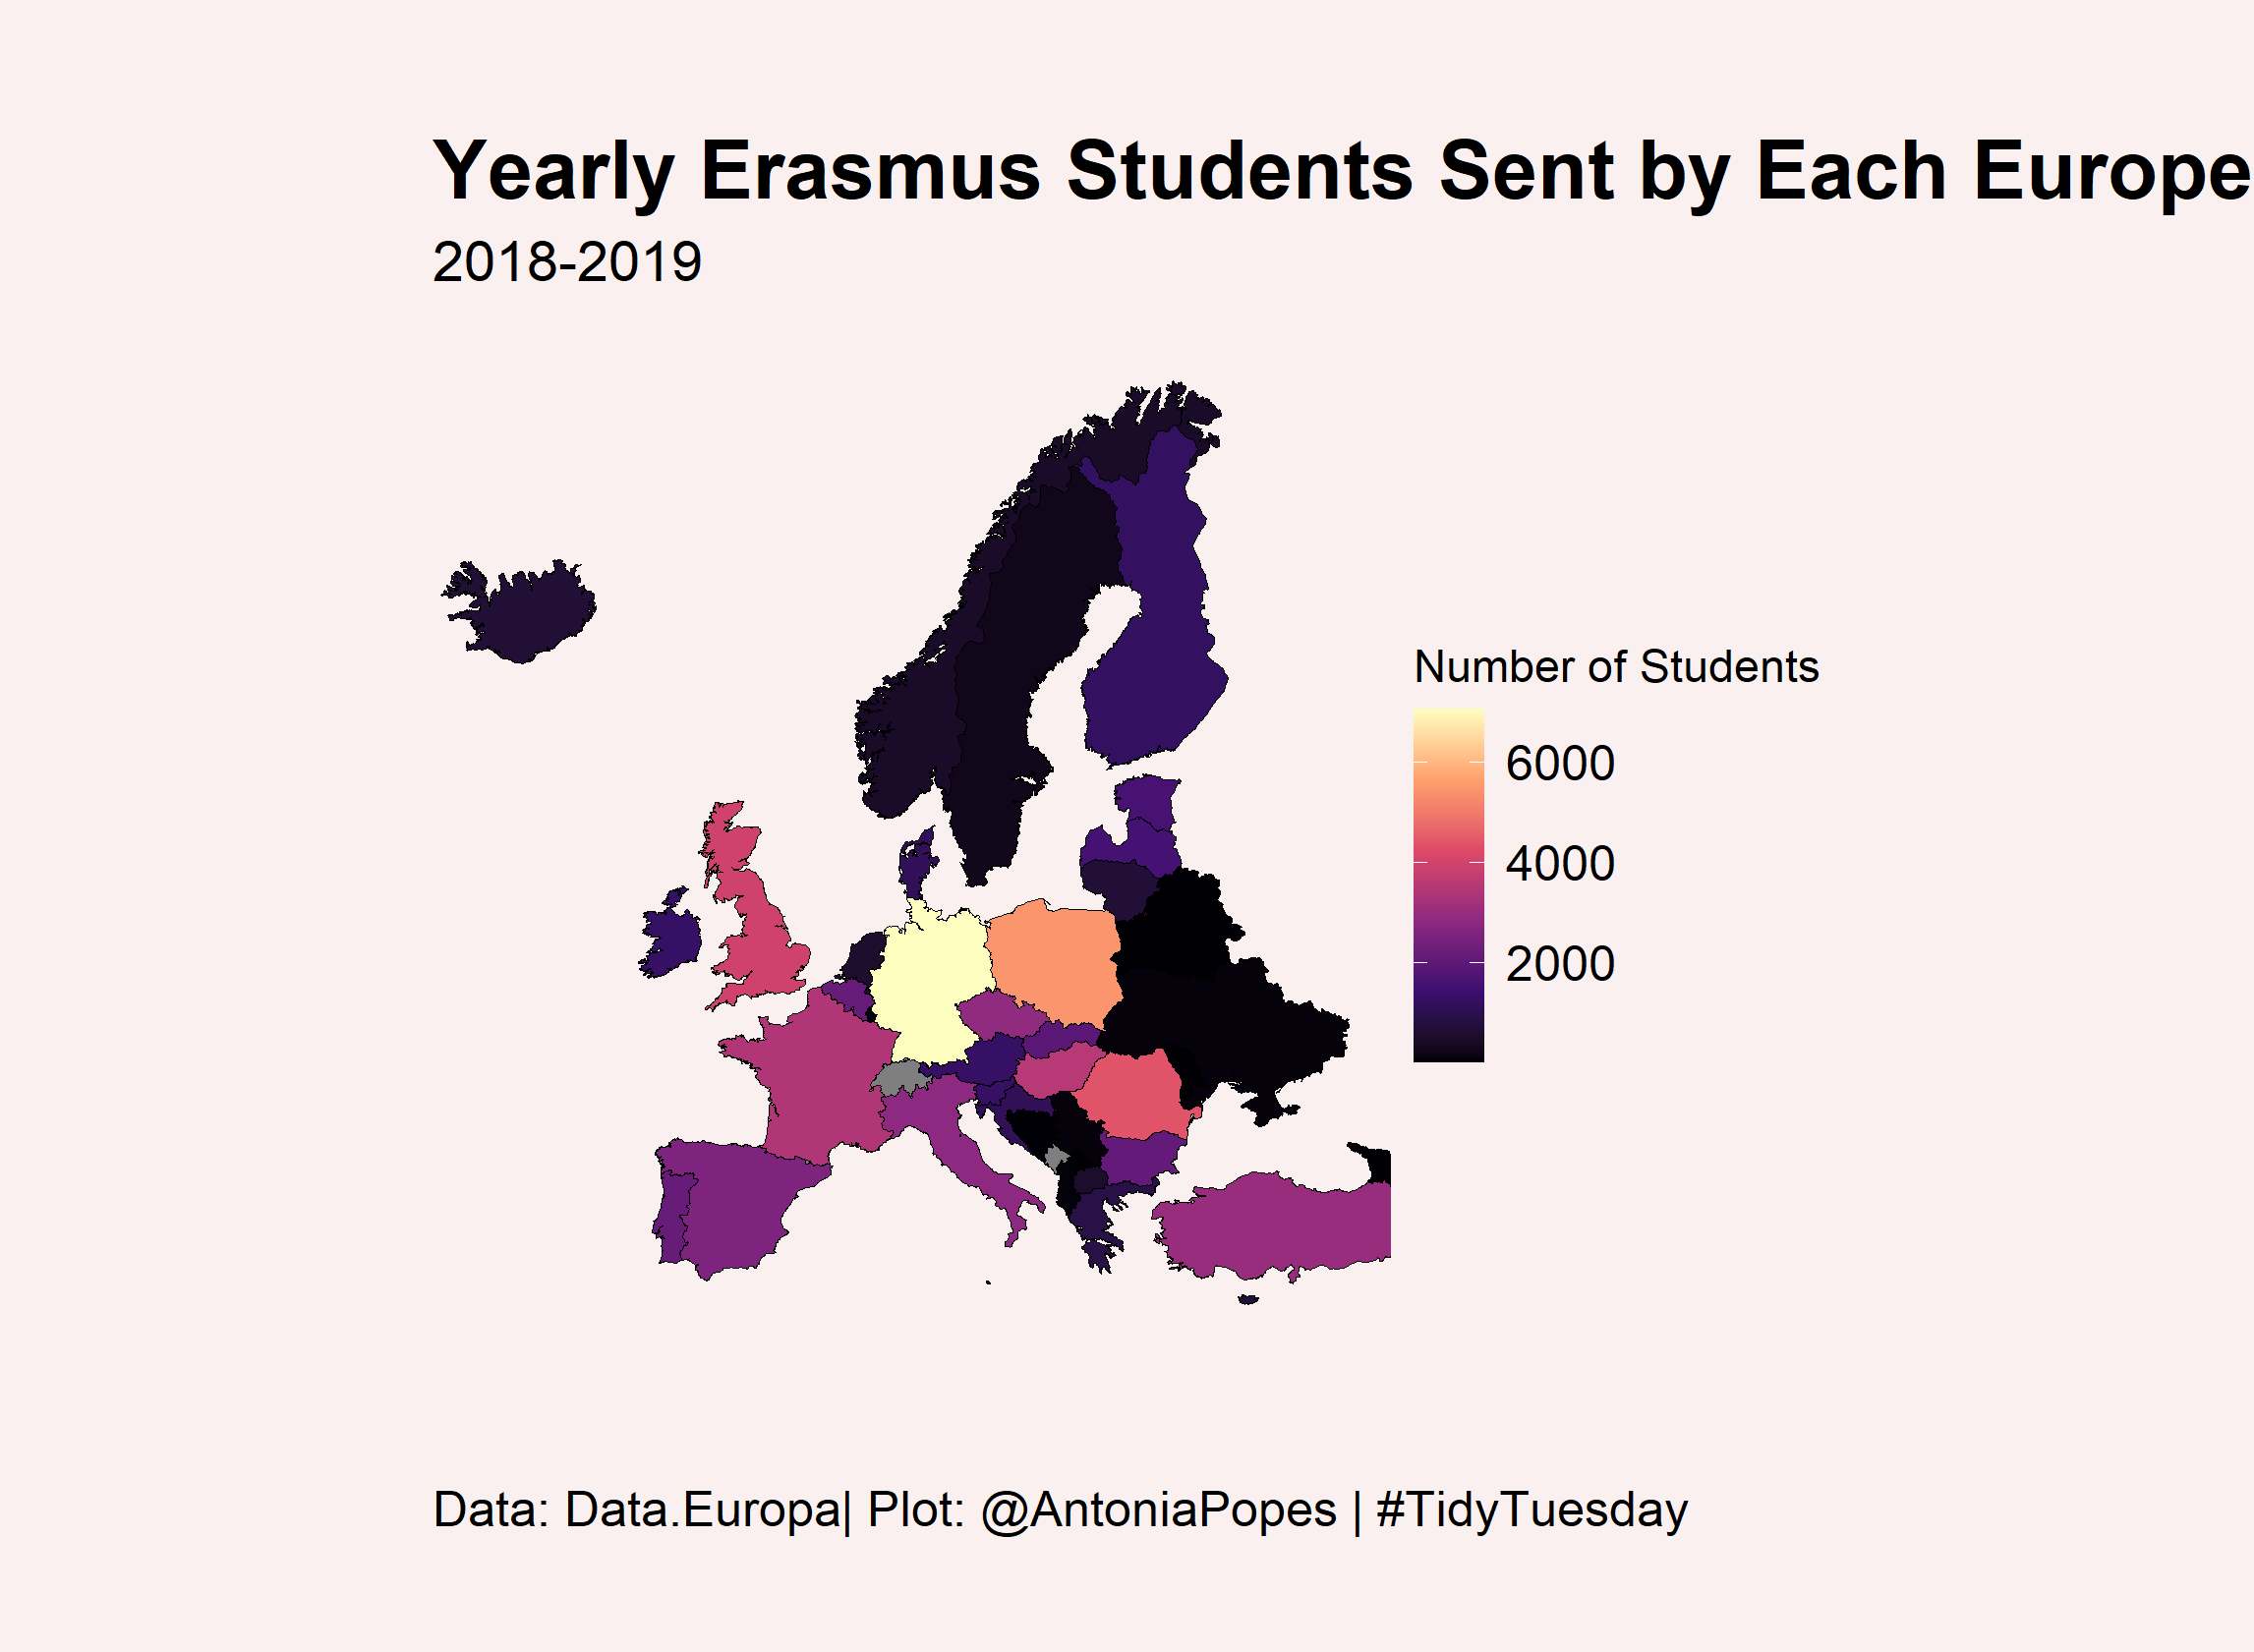 Yearly Erasmus Students Sent by Each Europe
2018-2019
Number of Students
6000
4000
2000
Data: Data.Europa| Plot: @AntoniaPopes | #TidyTuesday